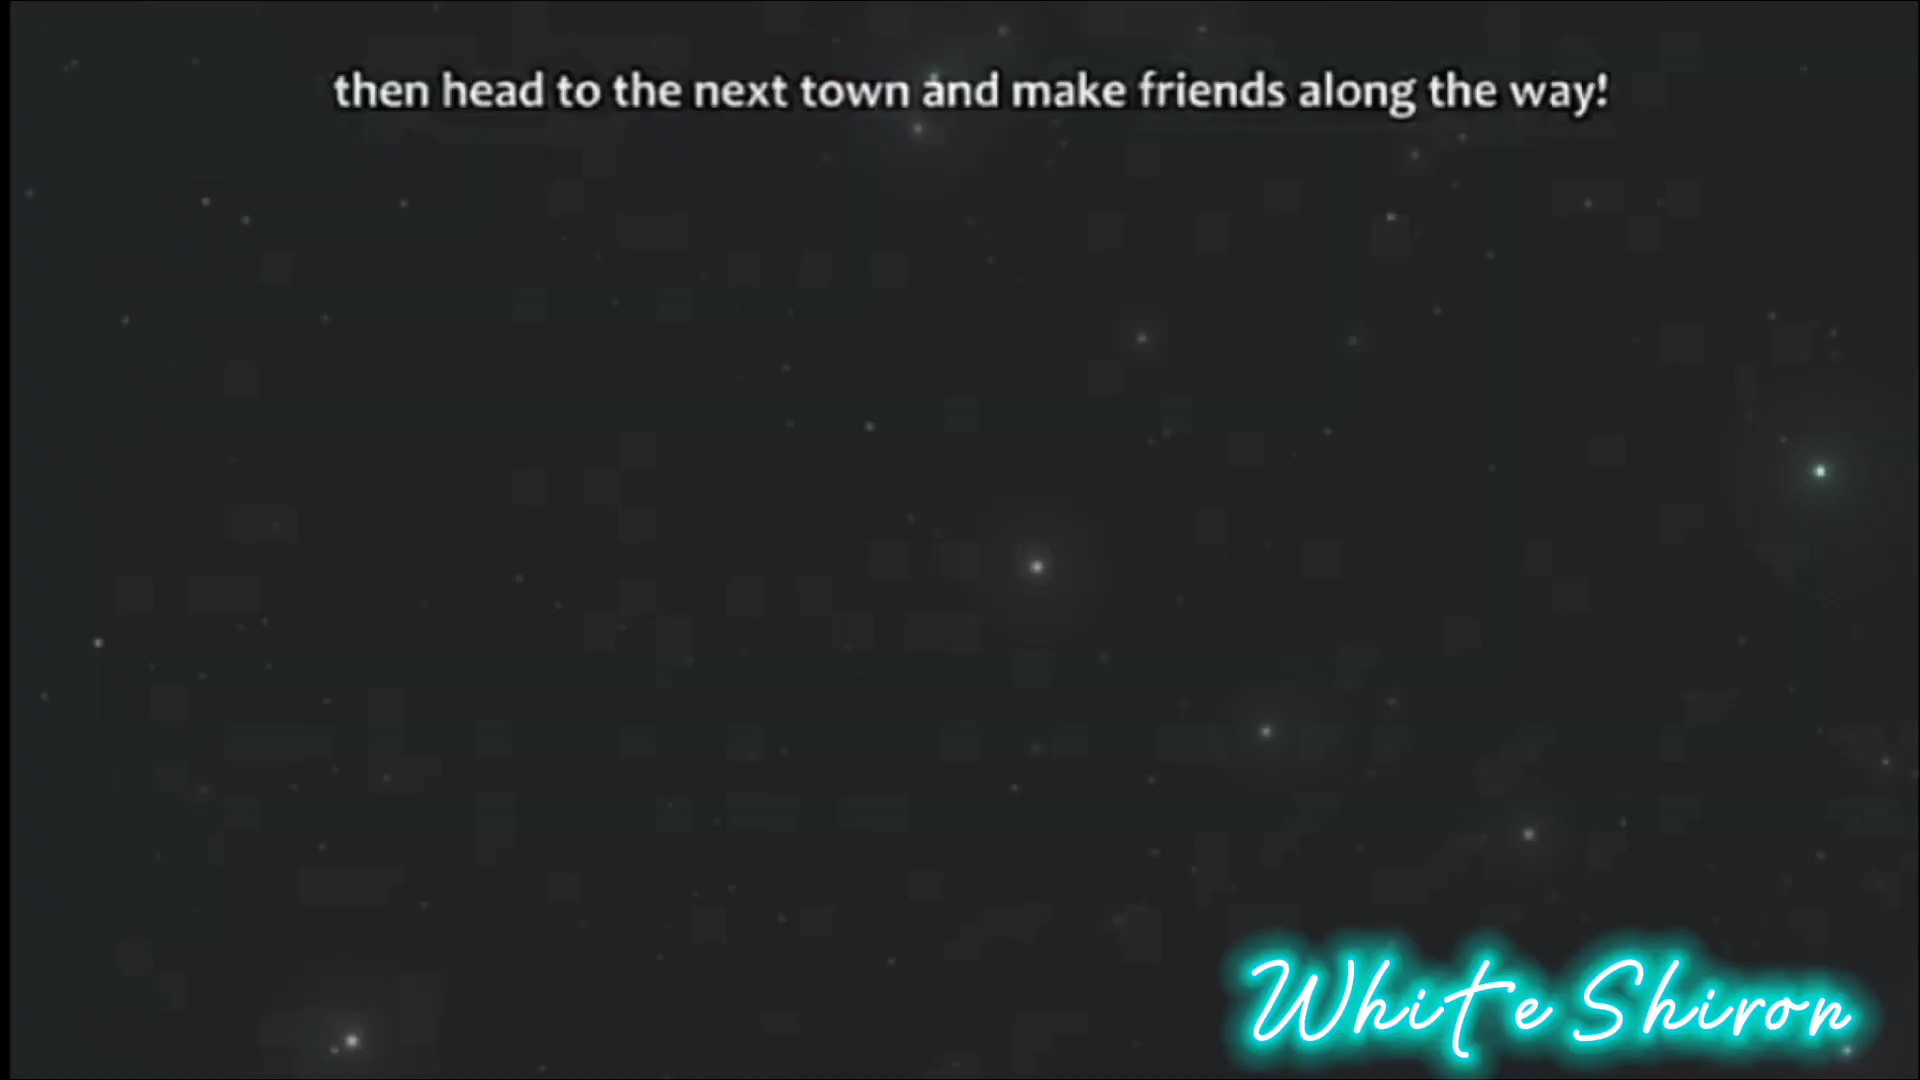 then head to the next town and make friends along the way!
White Shiron